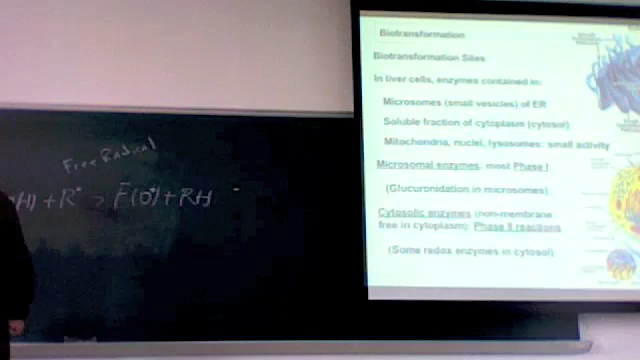 Biotransformation
Biotransformation Sites
In liver cells, enzymes contained in:
Microsomes (small vesicles) of ER
Soluble fraction of cytoplasm (cytosol)
Mitochondria, nuclei, lysosomes: small activity
Microsomal enzymes: most Phase I
(Glucuronidation in microsomes)
Cytosolic enzymes (non-membrane
free in cytoplasm): Phase II reactions
(Some redox enzymes in cytosol)
Free Radical
H) + R• > F(O•) + RH